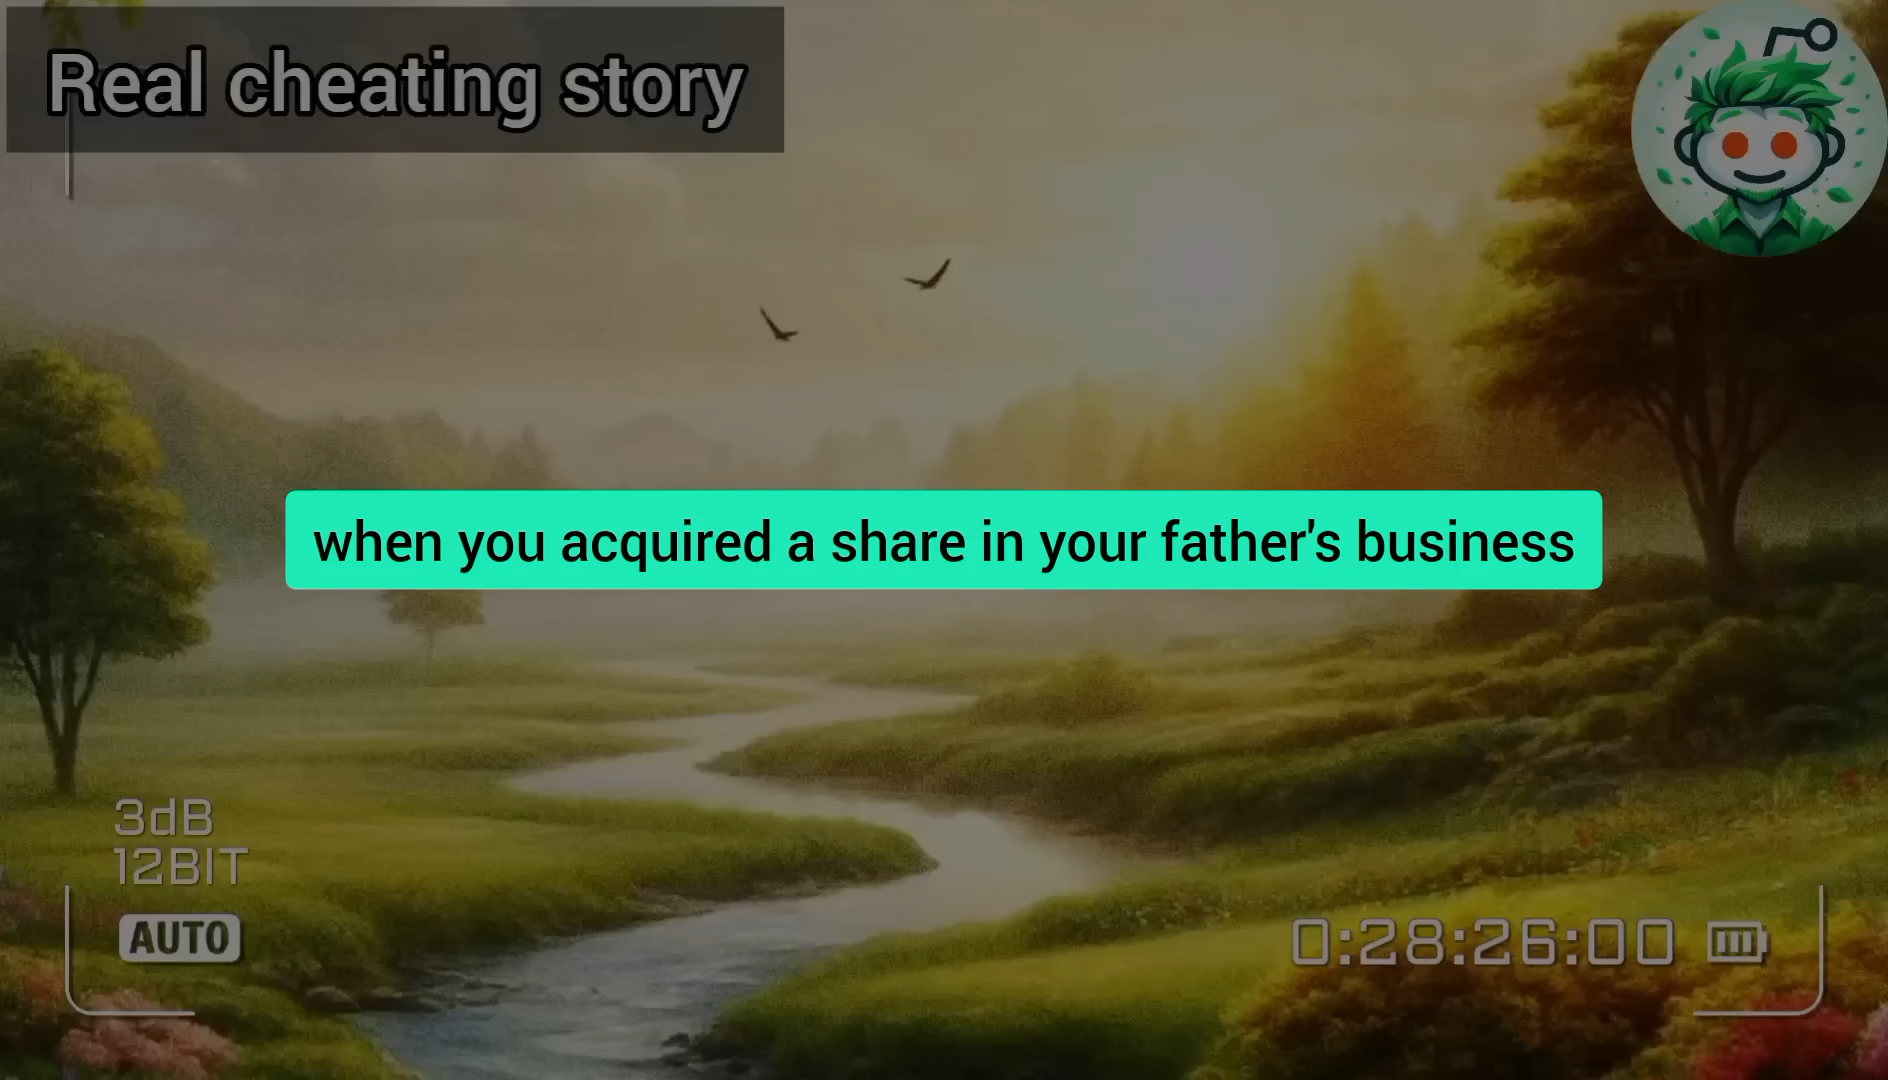 Real cheating story
when you acquired a share in your father's business
3dB
12BIT
AUTO
0:28:26:00